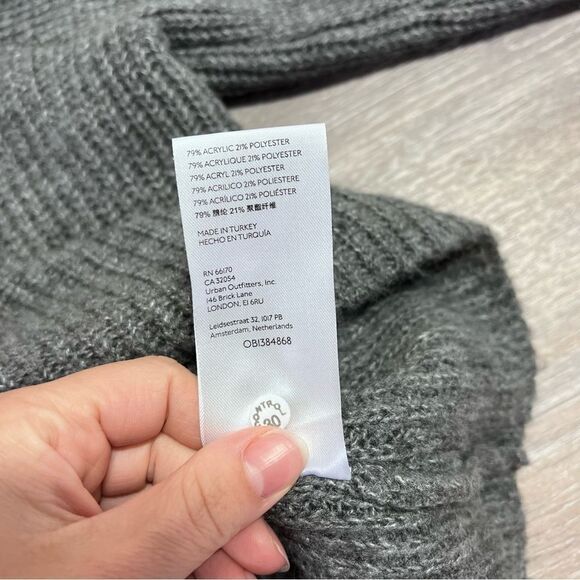 79% ACRYLIC 21% POLYESTER
79% ACRYLIQUE 21% POLYESTER
79% ACRYL 21% POLYESTER
79% ACRILICO 21% POLIESTERE
79% ACRÍLICO 21% POLIÉSTER
79% 腈纶 21% 聚酯纤维
MADE IN TURKEY
HECHO EN TURQUÍA
RN 66170
CA 32054
Urban Outfitters, Inc.
146 Brick Lane
LONDON, E1 6RU
Leidsestraat 32, 1017 PB
Amsterdam, Netherlands
OB1384868
CONTROL